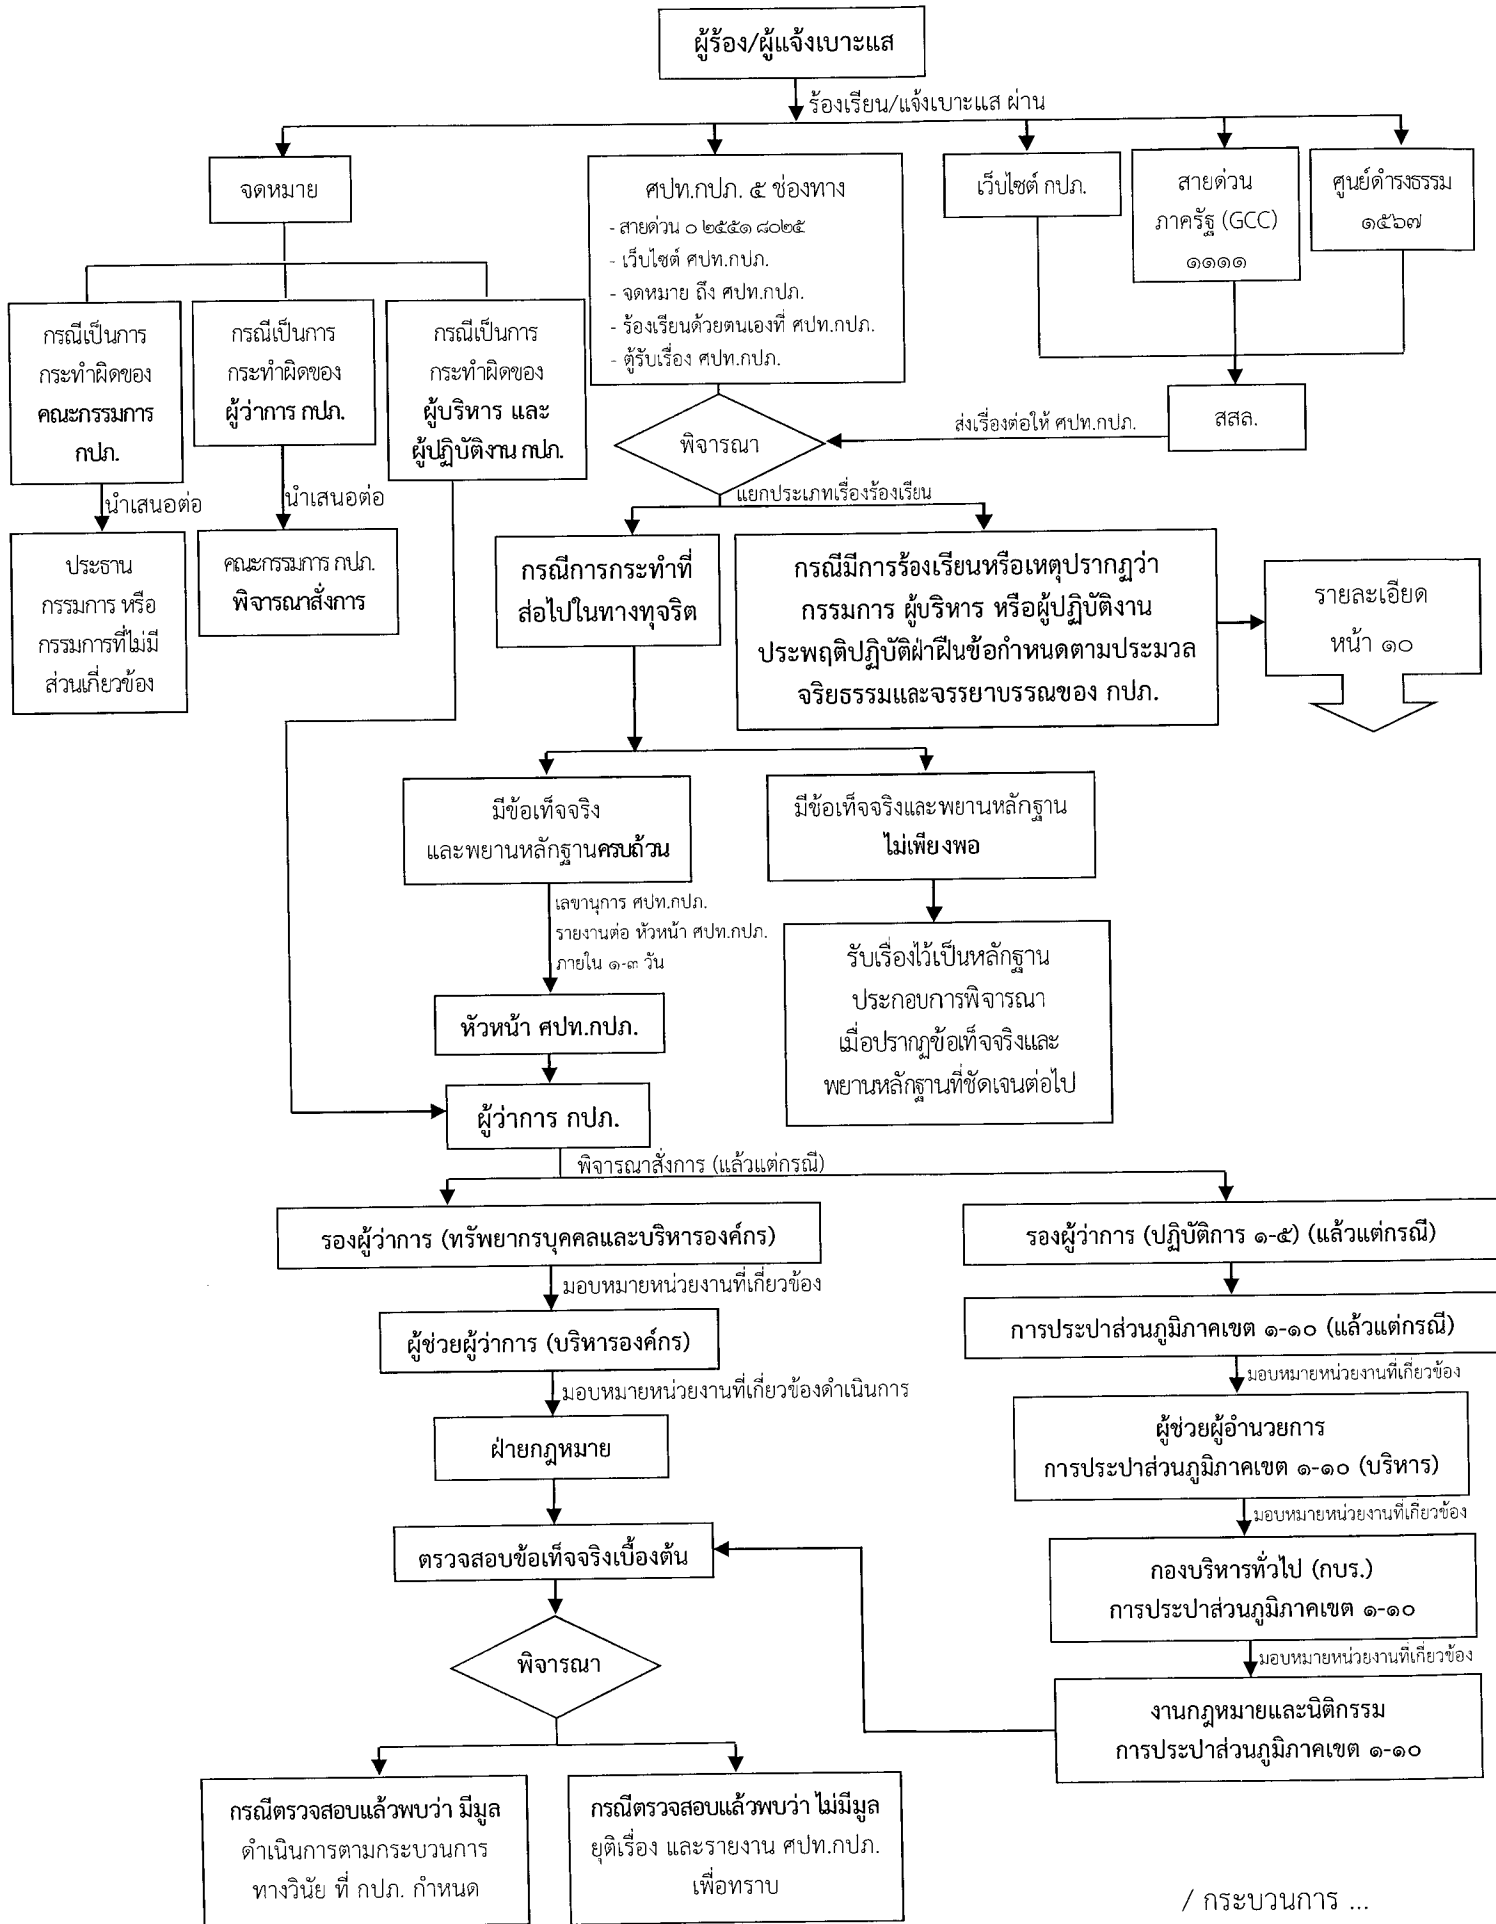 ผู้ร้อง/ผู้แจ้งเบาะแส
ร้องเรียน/แจ้งเบาะแส ผ่าน
จดหมาย
ศปท.กปภ. ๕ ช่องทาง
- สายด่วน ๐ ๒๕๕๑ ๘๐๒๕
- เว็บไซต์ ศปท.กปภ.
- จดหมาย ถึง ศปท.กปภ.
- ร้องเรียนด้วยตนเองที่ ศปท.กปภ.
- ตู้รับเรื่อง ศปท.กปภ.
เว็บไซต์ กปภ.
สายด่วน
ภาครัฐ (GCC)
๑๑๑๑
ศูนย์ดำรงธรรม
๑๕๖๗
กรณีเป็นการ
กระทำผิดของ
คณะกรรมการ
กปภ.
กรณีเป็นการ
กระทำผิดของ
ผู้ว่าการ กปภ.
กรณีเป็นการ
กระทำผิดของ
ผู้บริหาร และ
ผู้ปฏิบัติงาน กปภ.
สสล.
ส่งเรื่องต่อให้ ศปท.กปภ.
พิจารณา
แยกประเภทเรื่องร้องเรียน
นำเสนอต่อ
นำเสนอต่อ
ประธาน
กรรมการ หรือ
กรรมการที่ไม่มี
ส่วนเกี่ยวข้อง
คณะกรรมการ กปภ.
พิจารณาสั่งการ
กรณีการกระทำที่
ส่อไปในทางทุจริต
กรณีมีการร้องเรียนหรือเหตุปรากฏว่า
กรรมการ ผู้บริหาร หรือผู้ปฏิบัติงาน
ประพฤติปฏิบัติฝ่าฝืนข้อกำหนดตามประมวล
จริยธรรมและจรรยาบรรณของ กปภ.
รายละเอียด
หน้า ๑๐
มีข้อเท็จจริง
และพยานหลักฐานครบถ้วน
มีข้อเท็จจริงและพยานหลักฐาน
ไม่เพียงพอ
เลขานุการ ศปท.กปภ.
รายงานต่อ หัวหน้า ศปท.กปภ.
ภายใน ๑-๓ วัน
รับเรื่องไว้เป็นหลักฐาน
ประกอบการพิจารณา
เมื่อปรากฏข้อเท็จจริงและ
พยานหลักฐานที่ชัดเจนต่อไป
หัวหน้า ศปท.กปภ.
ผู้ว่าการ กปภ.
พิจารณาสั่งการ (แล้วแต่กรณี)
รองผู้ว่าการ (ทรัพยากรบุคคลและบริหารองค์กร)
รองผู้ว่าการ (ปฏิบัติการ ๑-๕) (แล้วแต่กรณี)
มอบหมายหน่วยงานที่เกี่ยวข้อง
ผู้ช่วยผู้ว่าการ (บริหารองค์กร)
การประปาส่วนภูมิภาคเขต ๑-๑๐ (แล้วแต่กรณี)
มอบหมายหน่วยงานที่เกี่ยวข้องดำเนินการ
มอบหมายหน่วยงานที่เกี่ยวข้อง
ฝ่ายกฎหมาย
ผู้ช่วยผู้อำนวยการ
การประปาส่วนภูมิภาคเขต ๑-๑๐ (บริหาร)
มอบหมายหน่วยงานที่เกี่ยวข้อง
ตรวจสอบข้อเท็จจริงเบื้องต้น
กองบริหารทั่วไป (กบร.)
การประปาส่วนภูมิภาคเขต ๑-๑๐
มอบหมายหน่วยงานที่เกี่ยวข้อง
พิจารณา
งานกฎหมายและนิติกรรม
การประปาส่วนภูมิภาคเขต ๑-๑๐
กรณีตรวจสอบแล้วพบว่า มีมูล
ดำเนินการตามกระบวนการ
ทางวินัย ที่ กปภ. กำหนด
กรณีตรวจสอบแล้วพบว่า ไม่มีมูล
ยุติเรื่อง และรายงาน ศปท.กปภ.
เพื่อทราบ
/ กระบวนการ ...